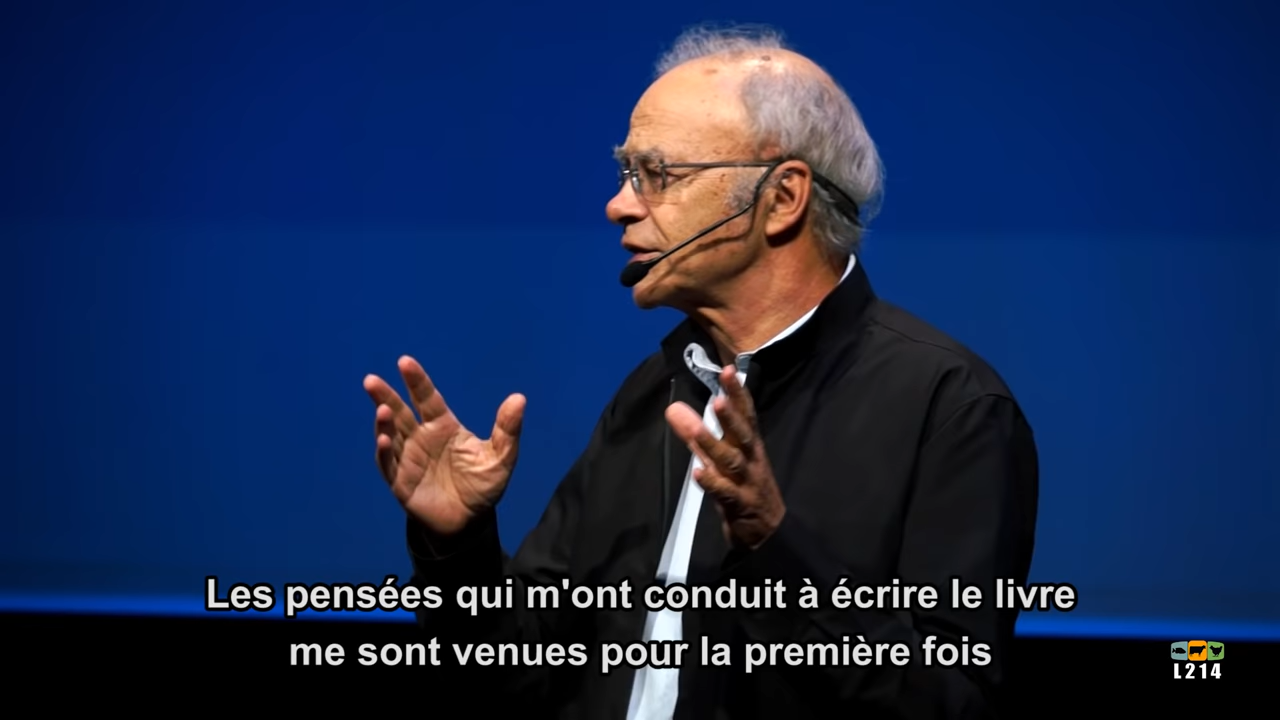 Les pensées qui m'ont conduit à écrire le livre
me sont venues pour la première fois
L214